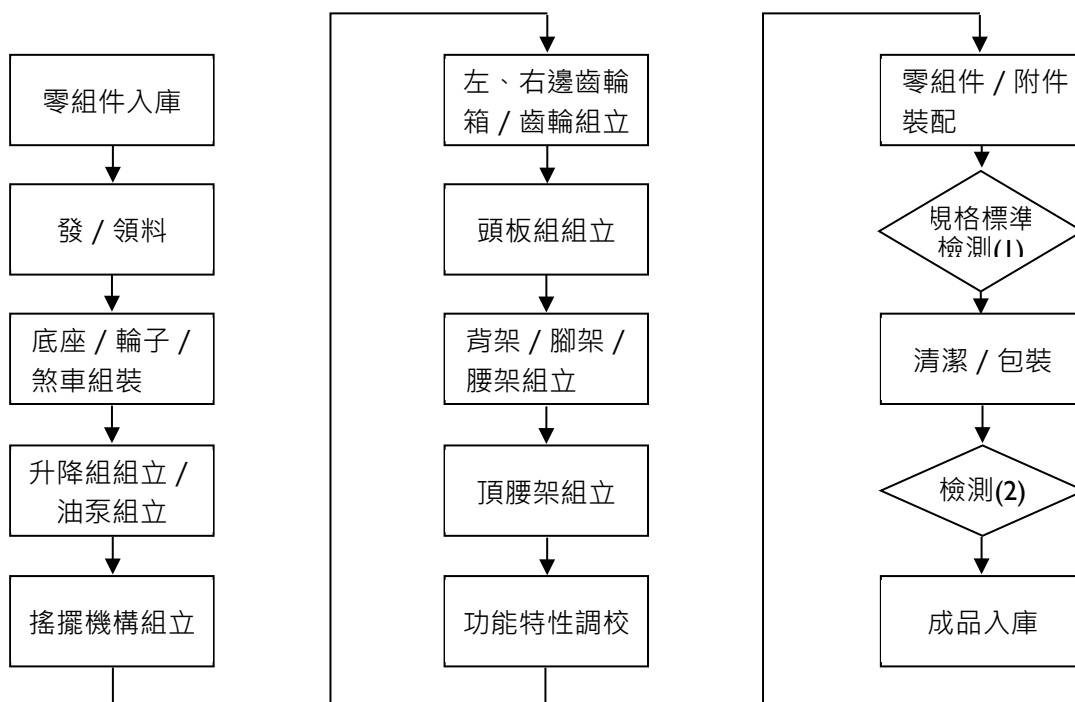 零組件入庫
發 / 領料
底座 / 輪子 /
煞車組裝
升降組組立 /
油泵組立
搖擺機構組立
左、右邊齒輪
箱 / 齒輪組立
頭板組組立
背架 / 腳架 /
腰架組立
頂腰架組立
功能特性調校
零組件 / 附件
裝配
規格標準
檢測(1)
清潔 / 包裝
檢測(2)
成品入庫